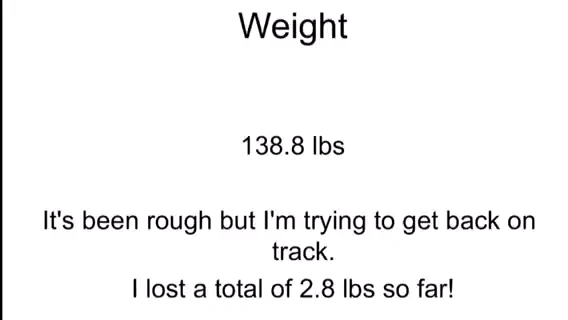 Weight
138.8 lbs
It's been rough but I'm trying to get back on
track.
I lost a total of 2.8 lbs so far!